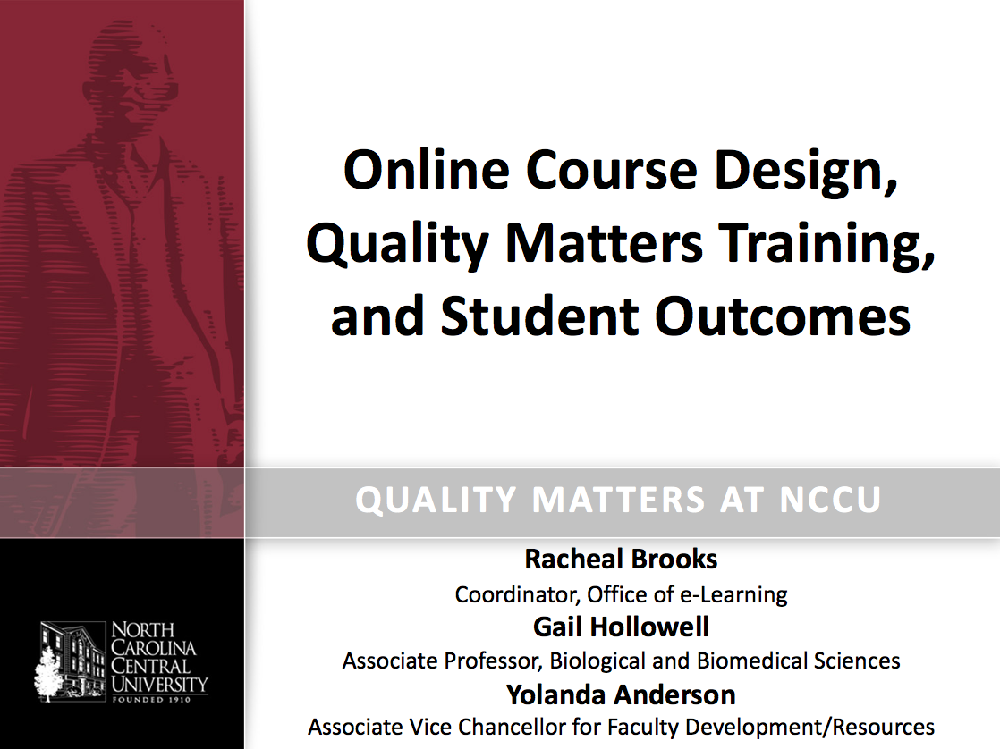 Online Course Design,
Quality Matters Training,
and Student Outcomes
QUALITY MATTERS AT NCCU
Racheal Brooks
Coordinator, Office of e-Learning
Gail Hollowell
Associate Professor, Biological and Biomedical Sciences
Yolanda Anderson
Associate Vice Chancellor for Faculty Development/Resources
NORTH
CAROLINA
CENTRAL
UNIVERSITY
FOUNDED 1910